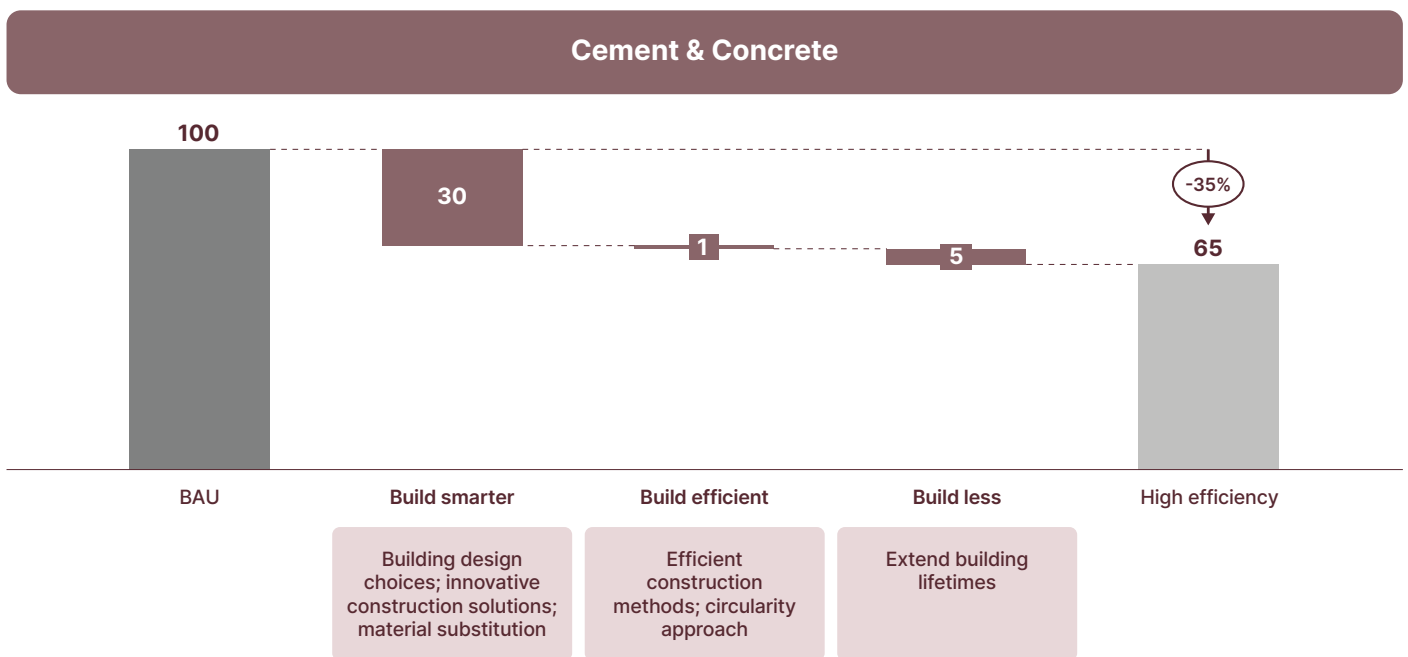 Cement & Concrete
100
30
1
5
-35%
65
BAU
Build smarter
Build efficient
Build less
High efficiency
Building design
choices; innovative
construction solutions;
material substitution
Efficient
construction
methods; circularity
approach
Extend building
lifetimes